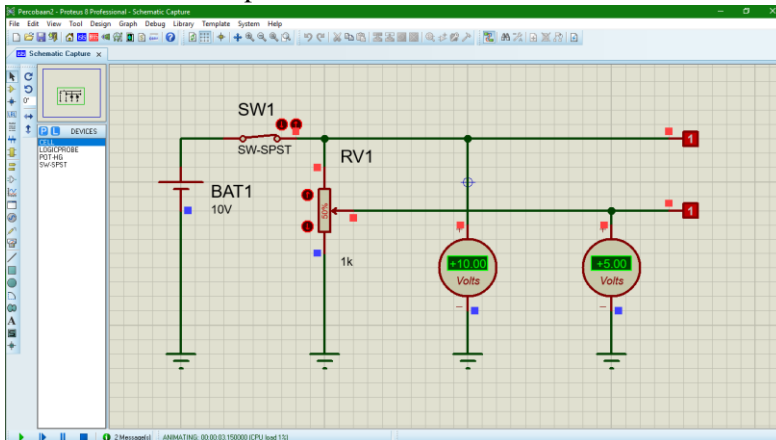 Percobaan2 - Proteus 8 Professional - Schematic Capture
File Edit View Tool Design Graph Debug Library Template System Help
Schematic Capture x
0°
P L DEVICES
CELL
LOGICPROBE
POT-HG
SW-SPST
SW1
SW-SPST
1
RV1
BAT1
10V
50%
1
1k
+10.00
Volts
+5.00
Volts
2 Message(s) ANIMATING: 00:00:03.150000 (CPU load 1%)